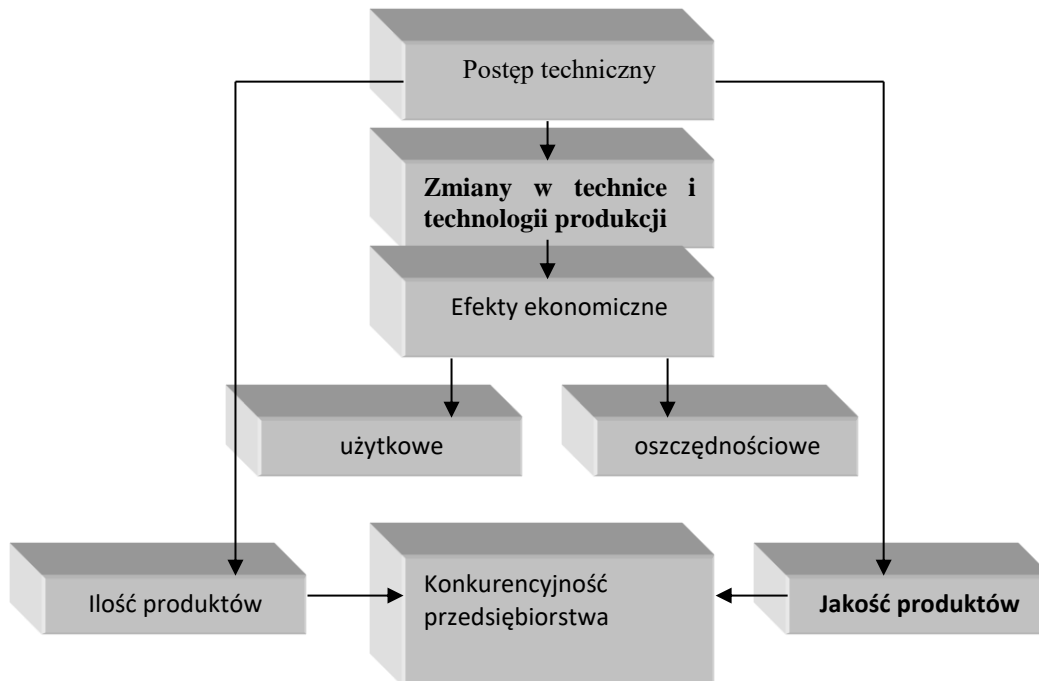 Postęp techniczny
Zmiany w technice i
technologii produkcji
Efekty ekonomiczne
użytkowe
oszczędnościowe
Ilość produktów
Konkurencyjność
przedsiębiorstwa
Jakość produktów